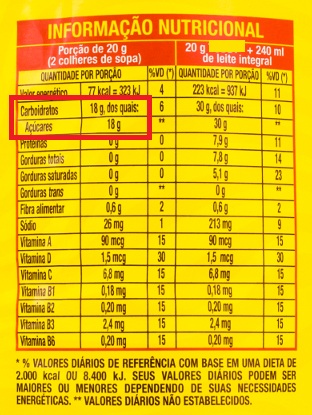 INFORMAÇÃO NUTRICIONAL
Porção de 20 g (2 colheres de sopa) 20 g + 240 ml de leite integral
QUANTIDADE POR PORÇÃO %VD (*) QUANTIDADE POR PORÇÃO %VD (*)
Valor energético 77 kcal = 323 kJ 4 223 kcal = 937 kJ 11
Carboidratos 18 g, dos quais: 6 30 g, dos quais: 10
Açúcares 18 g ** 30 g **
Proteínas 0 g 0 7,9 g 11
Gorduras totais 0 g 0 7,8 g 14
Gorduras saturadas 0 g 0 5,1 g 23
Gorduras trans 0 g ** 0 g **
Fibra alimentar 0,6 g 2 0,6 g 2
Sódio 26 mg 1 213 mg 9
Vitamina A 90 mcg 15 90 mcg 15
Vitamina D 1,5 mcg 30 1,5 mcg 30
Vitamina C 6,8 mg 15 6,8 mg 15
Vitamina B1 0,18 mg 15 0,18 mg 15
Vitamina B2 0,20 mg 15 0,20 mg 15
Vitamina B3 2,4 mg 15 2,4 mg 15
Vitamina B6 0,20 mg 15 0,20 mg 15
* % VALORES DIÁRIOS DE REFERÊNCIA COM BASE EM UMA DIETA DE
2.000 kcal OU 8.400 kJ. SEUS VALORES DIÁRIOS PODEM SER
MAIORES OU MENORES DEPENDENDO DE SUAS NECESSIDADES
ENERGÉTICAS. ** VALORES DIÁRIOS NÃO ESTABELECIDOS.